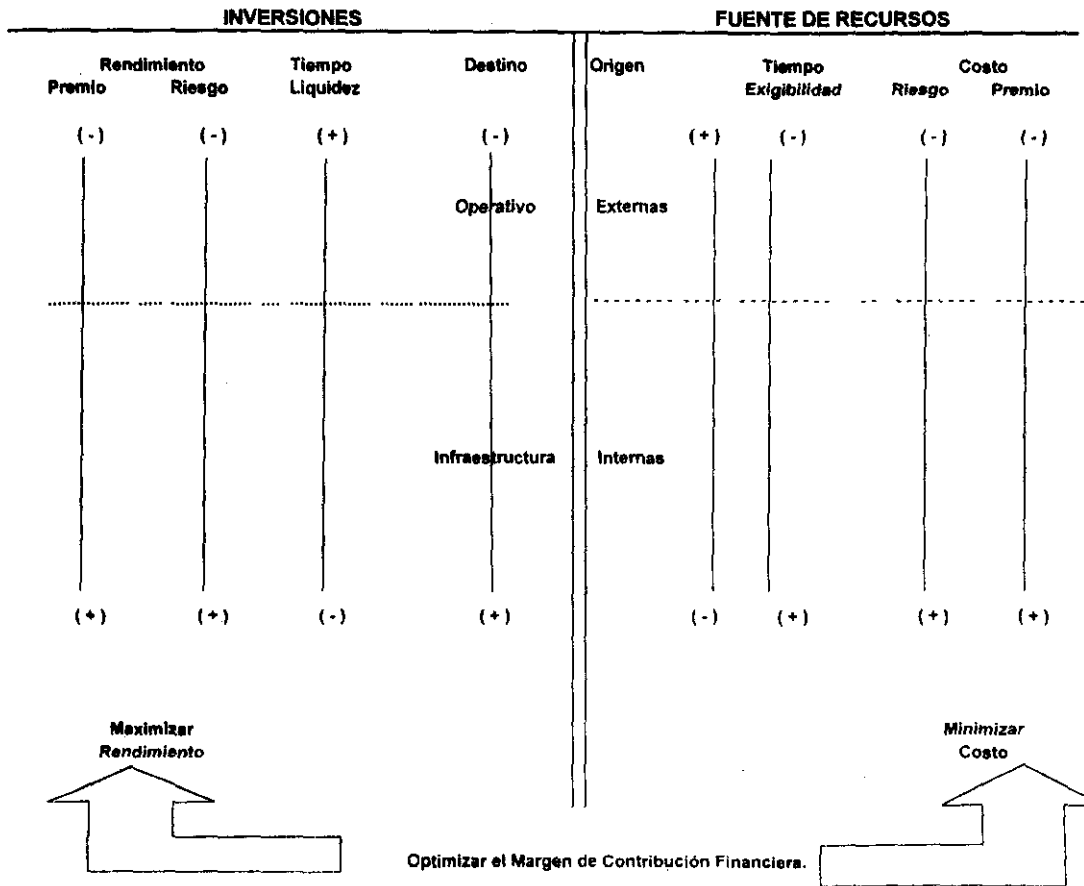 INVERSIONES FUENTE DE RECURSOS
Rendimiento Tiempo Destino Origen Tiempo Costo
Premio Riesgo Liquidez Exigibilidad Riesgo Premio
(-) (-) (+) (-) (+) (-) (-) (-)
Operativo Externas
Infraestructura Internas
(+) (+) (-) (+) (-) (+) (+) (+)
Maximizar Minimizar
Rendimiento Costo
Optimizar el Margen de Contribución Financiera.